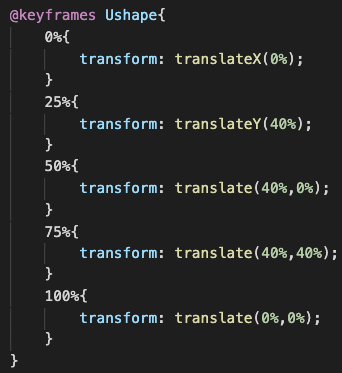 @keyframes Ushape{
    0%{
        transform: translateX(0%);
    }
    25%{
        transform: translateY(40%);
    }
    50%{
        transform: translate(40%,0%);
    }
    75%{
        transform: translate(40%,40%);
    }
    100%{
        transform: translate(0%,0%);
    }
}